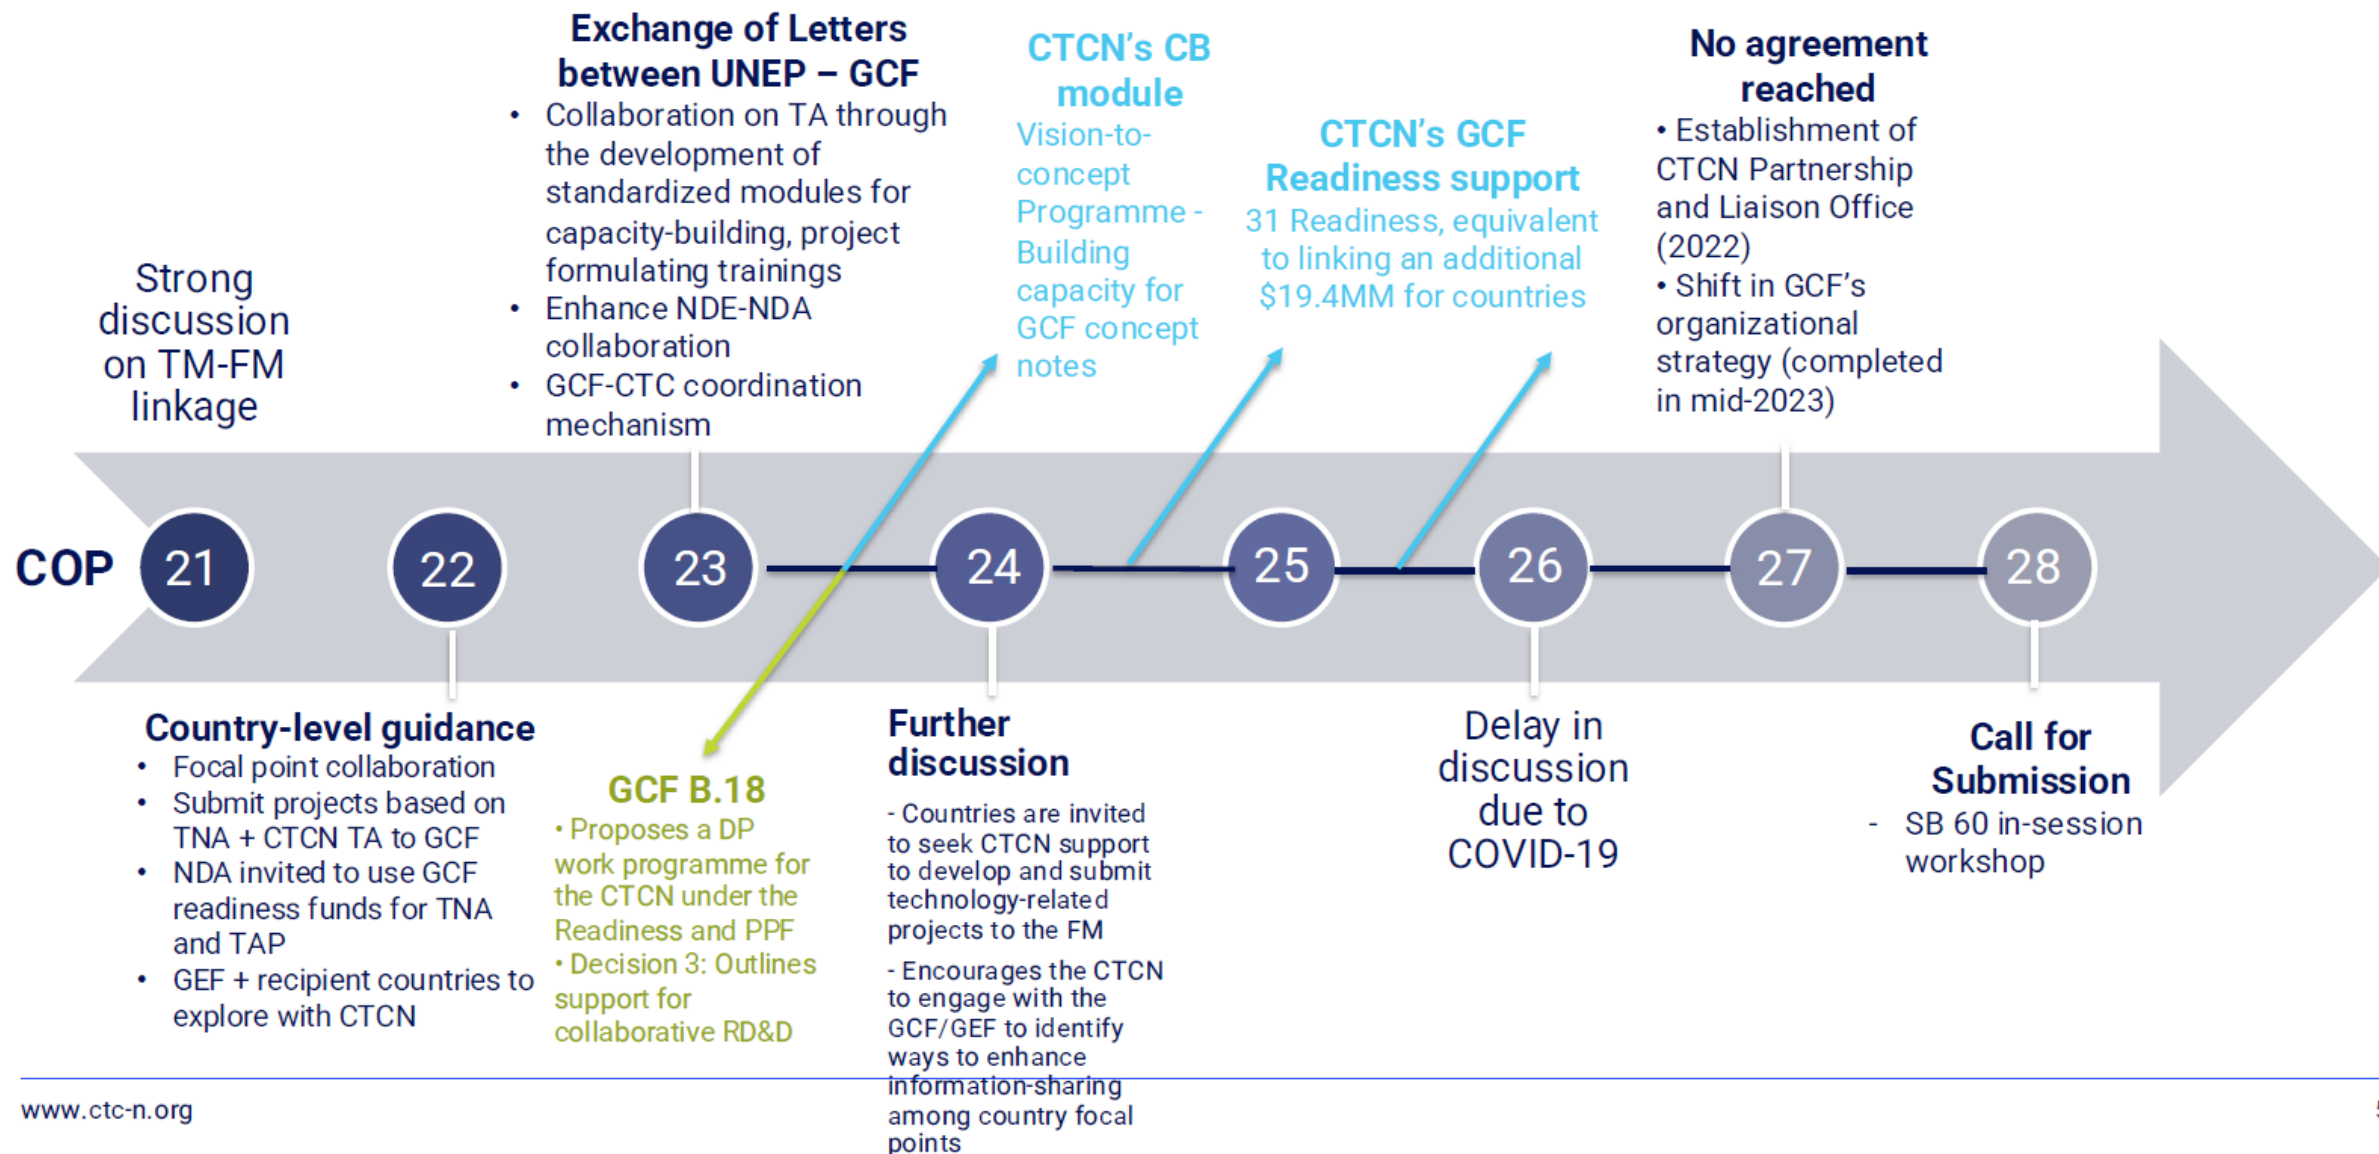 Exchange of Letters
between UNEP – GCF
• Collaboration on TA through
the development of
standardized modules for
capacity-building, project
formulating trainings
• Enhance NDE-NDA
collaboration
• GCF-CTC coordination
mechanism
CTCN's CB
module
Vision-to-
concept
Programme -
Building
capacity for
GCF concept
notes
CTCN's GCF
Readiness support
31 Readiness, equivalent
to linking an additional
$19.4MM for countries
No agreement
reached
• Establishment of
CTCN Partnership
and Liaison Office
(2022)
• Shift in GCF's
organizational
strategy (completed
in mid-2023)
Strong
discussion
on TM-FM
linkage
COP
21
22
23
24
25
26
27
28
Country-level guidance
• Focal point collaboration
• Submit projects based on
TNA + CTCN TA to GCF
• NDA invited to use GCF
readiness funds for TNA
and TAP
• GEF + recipient countries to
explore with CTCN
GCF B.18
• Proposes a DP
work programme for
the CTCN under the
Readiness and PPF
• Decision 3: Outlines
support for
collaborative RD&D
Further
discussion
- Countries are invited
to seek CTCN support
to develop and submit
technology-related
projects to the FM
- Encourages the CTCN
to engage with the
GCF/GEF to identify
ways to enhance
information-sharing
among country focal
points
Delay in
discussion
due to
COVID-19
Call for
Submission
- SB 60 in-session
workshop
www.ctc-n.org
5